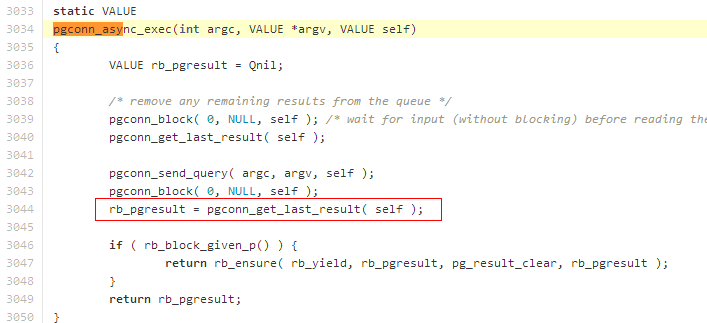 3033 static VALUE
3034 pgconn_async_exec(int argc, VALUE *argv, VALUE self)
3035 {
3036 VALUE rb_pgresult = Qnil;
3037
3038 /* remove any remaining results from the queue */
3039 pgconn_block( 0, NULL, self ); /* wait for input (without blocking) before reading the
3040 pgconn_get_last_result( self );
3041
3042 pgconn_send_query( argc, argv, self );
3043 pgconn_block( 0, NULL, self );
3044 rb_pgresult = pgconn_get_last_result( self );
3045
3046 if ( rb_block_given_p() ) {
3047 return rb_ensure( rb_yield, rb_pgresult, pg_result_clear, rb_pgresult );
3048 }
3049 return rb_pgresult;
3050 }